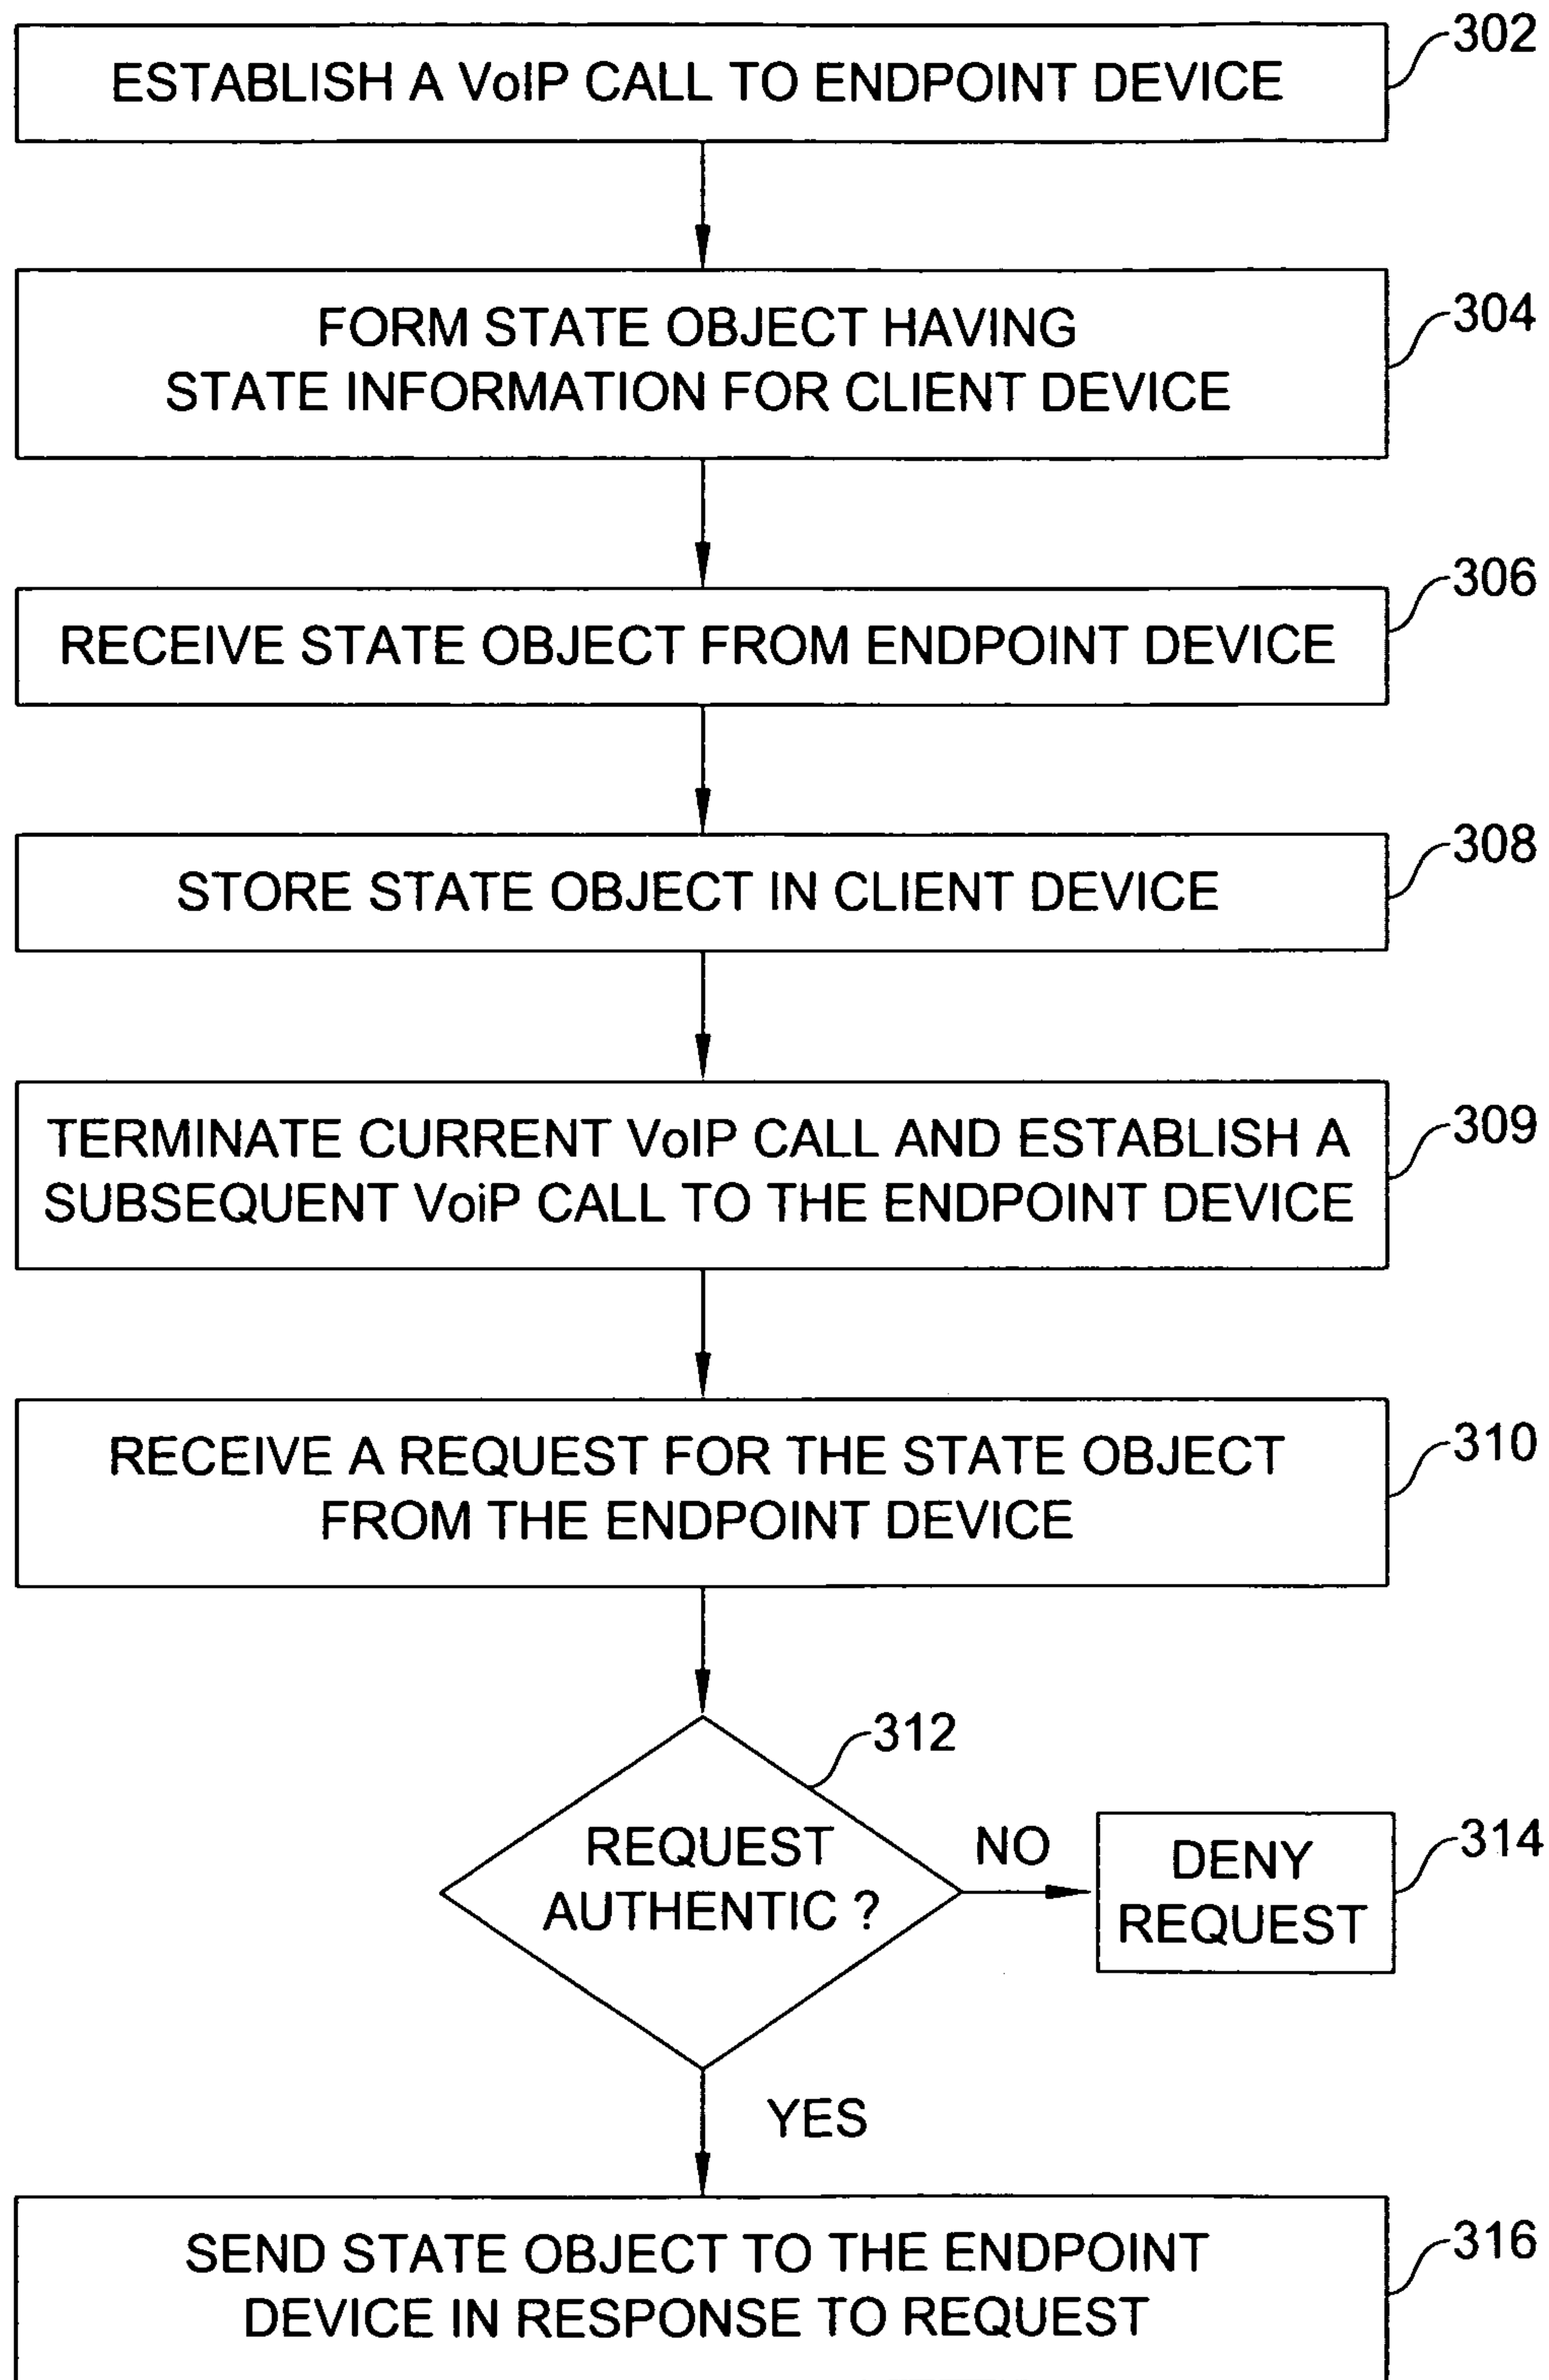 302
ESTABLISH A VoIP CALL TO ENDPOINT DEVICE
304
FORM STATE OBJECT HAVING
STATE INFORMATION FOR CLIENT DEVICE
306
RECEIVE STATE OBJECT FROM ENDPOINT DEVICE
308
STORE STATE OBJECT IN CLIENT DEVICE
309
TERMINATE CURRENT VoIP CALL AND ESTABLISH A
SUBSEQUENT VoiP CALL TO THE ENDPOINT DEVICE
310
RECEIVE A REQUEST FOR THE STATE OBJECT
FROM THE ENDPOINT DEVICE
312
REQUEST
AUTHENTIC ?
NO
314
DENY
REQUEST
YES
316
SEND STATE OBJECT TO THE ENDPOINT
DEVICE IN RESPONSE TO REQUEST